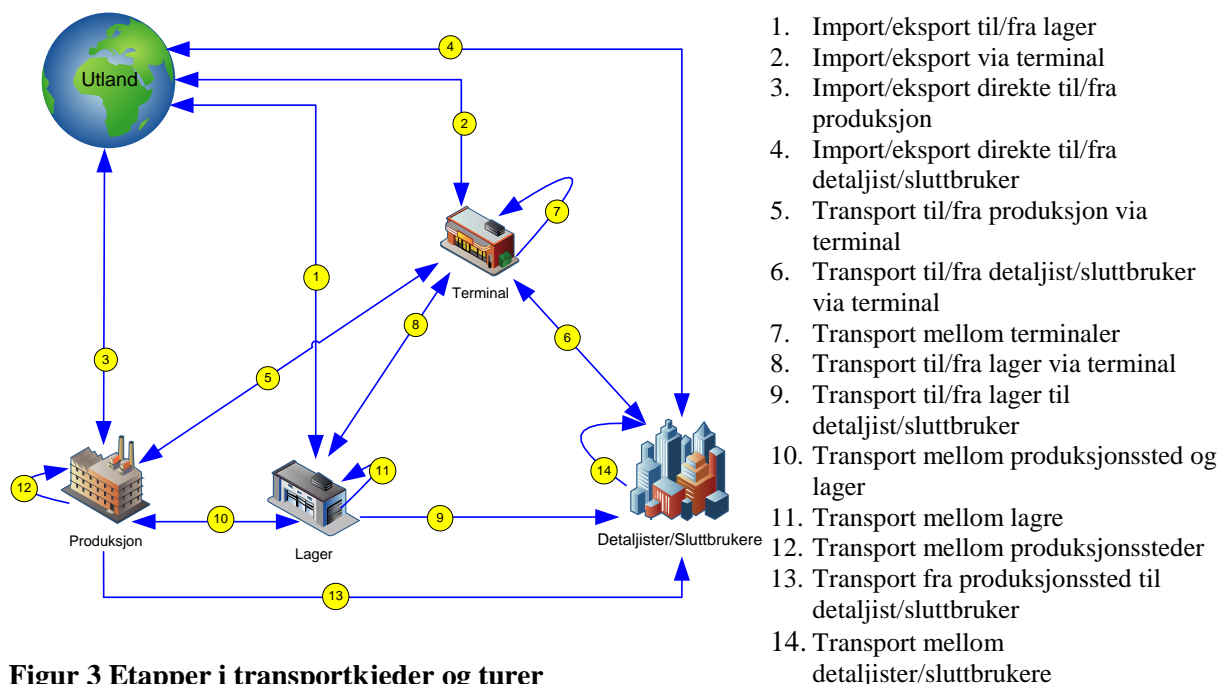 Utland
4
2
7
1
Terminal
8
6
3
5
11
14
12
10
9
Produksjon
Lager
Detaljister/Sluttbrukere
13
1. Import/eksport til/fra lager
2. Import/eksport via terminal
3. Import/eksport direkte til/fra
produksjon
4. Import/eksport direkte til/fra
detaljist/sluttbruker
5. Transport til/fra produksjon via
terminal
6. Transport til/fra detaljist/sluttbruker
via terminal
7. Transport mellom terminaler
8. Transport til/fra lager via terminal
9. Transport til/fra lager til
detaljist/sluttbruker
10. Transport mellom produksjonssted og
lager
11. Transport mellom lagre
12. Transport mellom produksjonssteder
13. Transport fra produksjonssted til
detaljist/sluttbruker
14. Transport mellom
detaljister/sluttbrukere
Figur 3 Etapper i transportkjeder og turer